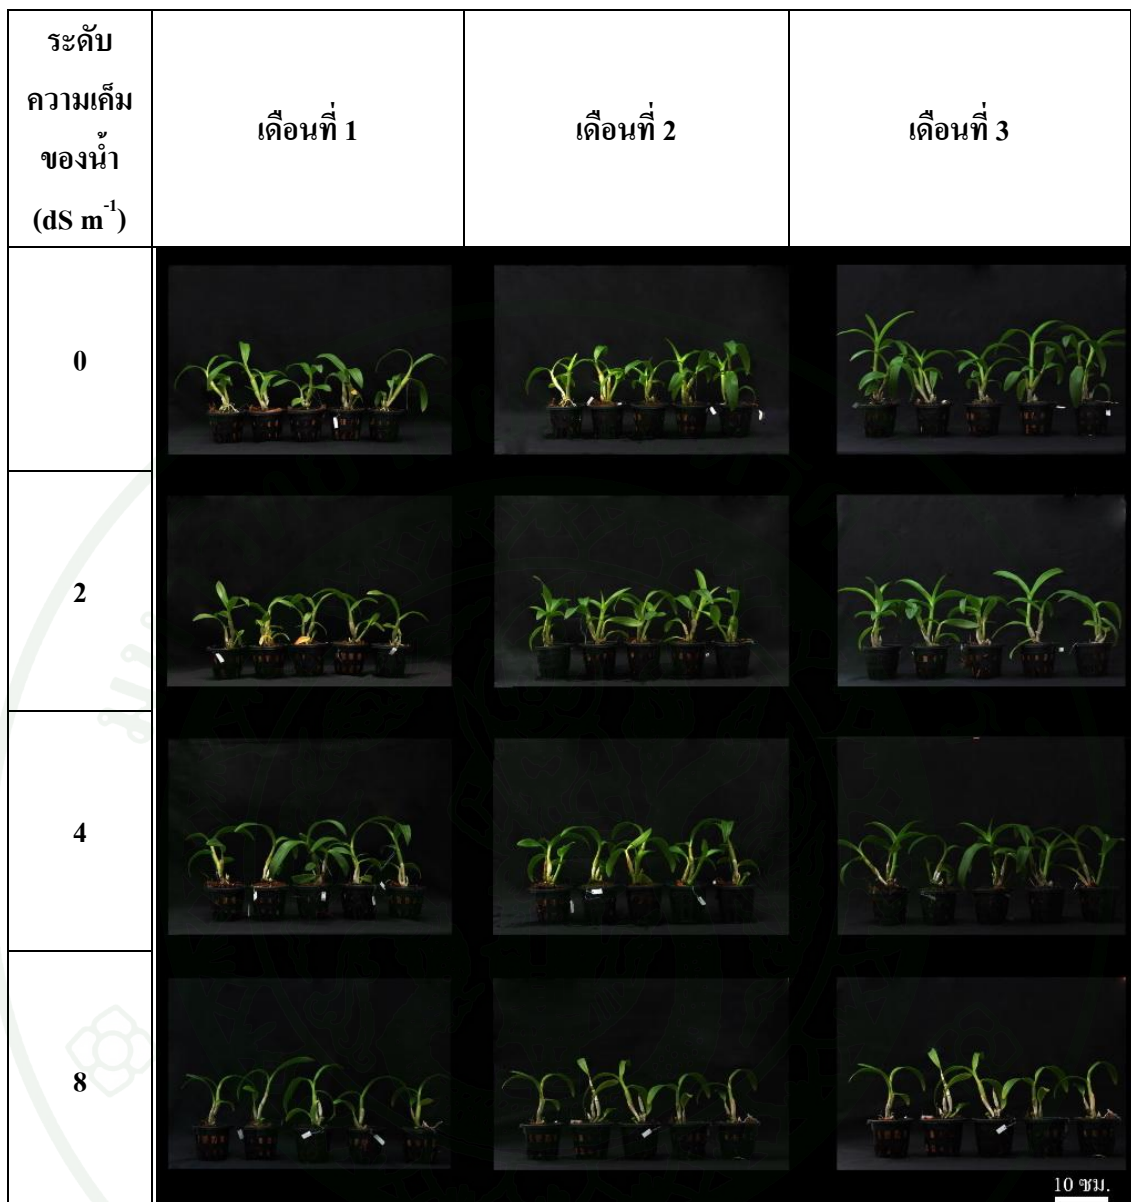 ระดับ
ความเค็ม
ของน้ำ
(dS m⁻¹)
เดือนที่ 1
เดือนที่ 2
เดือนที่ 3
0
2
4
8
10 ซม.